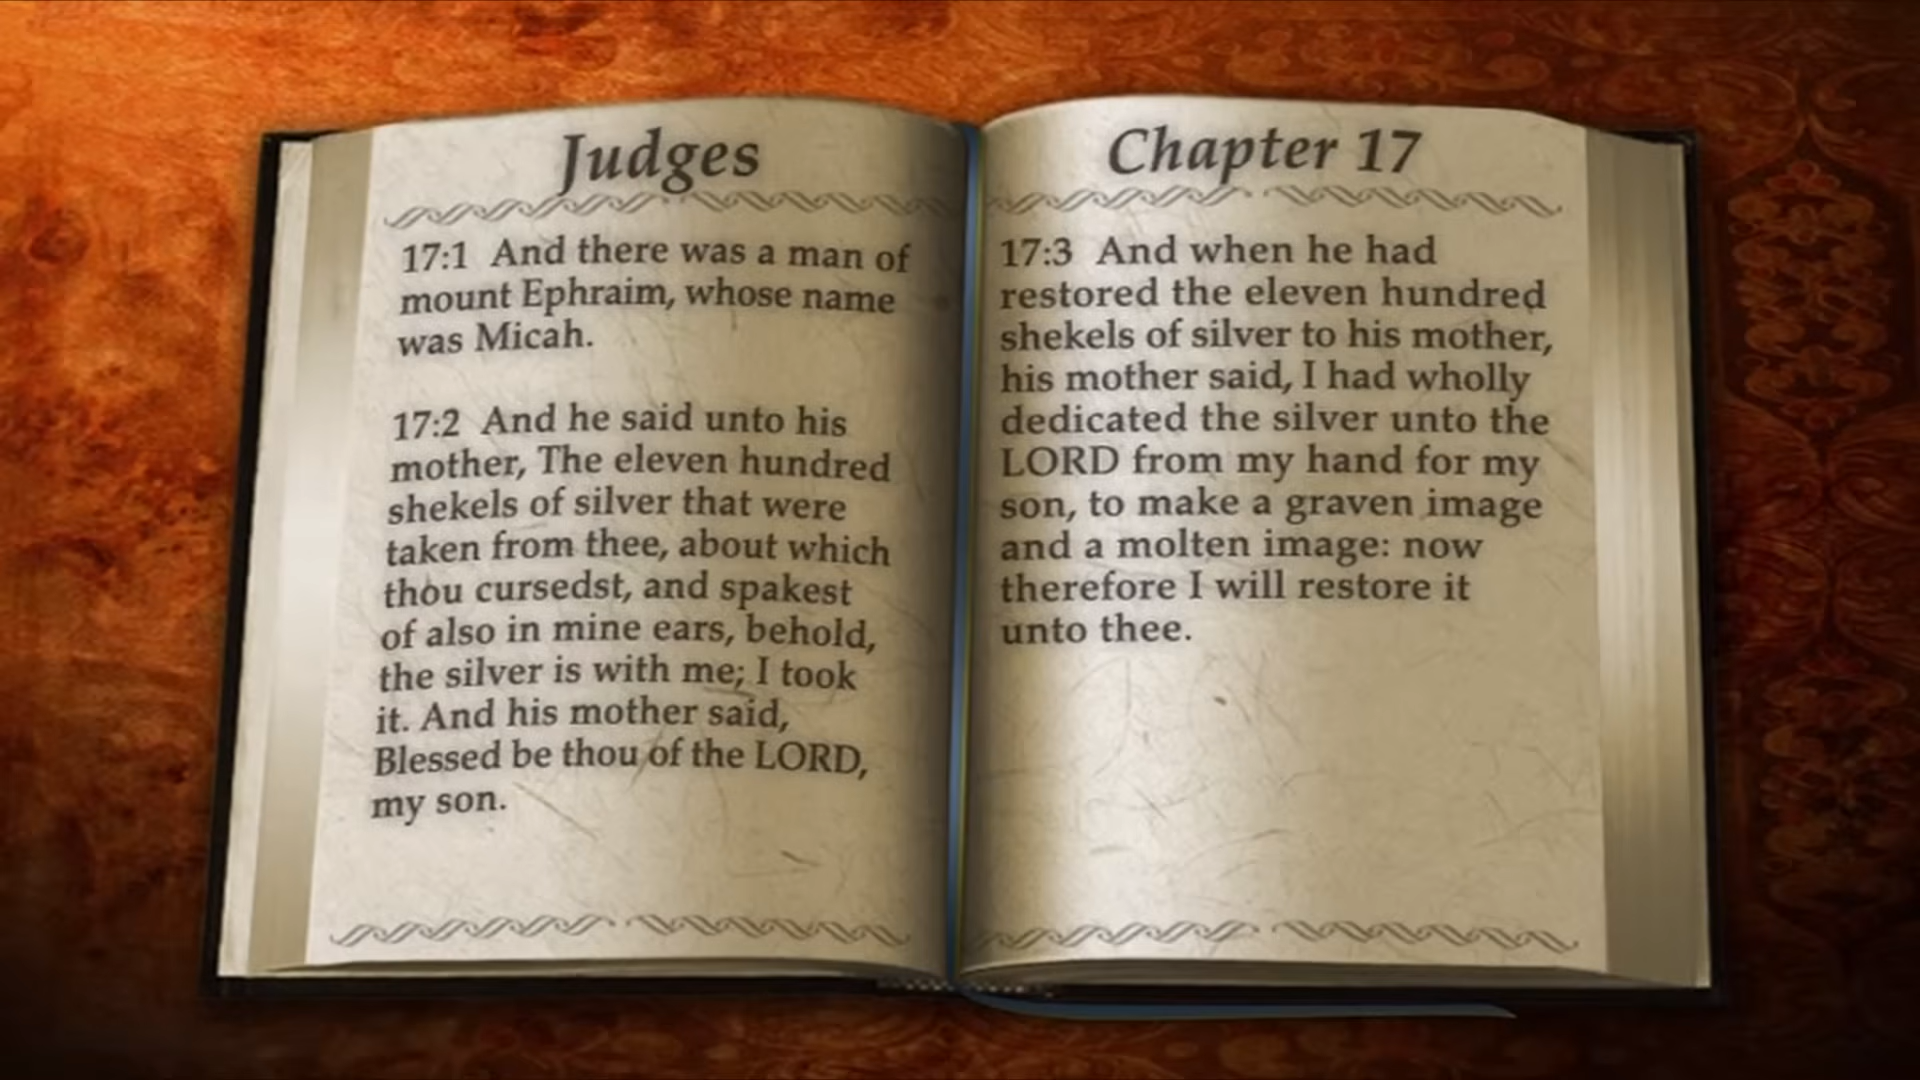 Judges
17:1 And there was a man of
mount Ephraim, whose name
was Micah.
17:2 And he said unto his
mother, The eleven hundred
shekels of silver that were
taken from thee, about which
thou cursedst, and spakest
of also in mine ears, behold,
the silver is with me; I took
it. And his mother said,
Blessed be thou of the LORD,
my son.
Chapter 17
17:3 And when he had
restored the eleven hundred
shekels of silver to his mother,
his mother said, I had wholly
dedicated the silver unto the
LORD from my hand for my
son, to make a graven image
and a molten image: now
therefore I will restore it
unto thee.